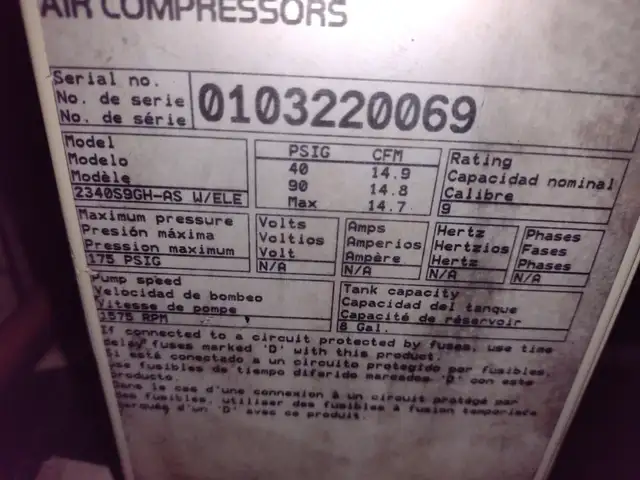 AIR COMPRESSORS
Serial no.
No. de serie
No. de série
0103220069
Model
Modelo
Modèle
2340S9GH-AS W/ELE
PSIG CFM
40 14.9
90 14.8
Max 14.7
Rating
Capacidad nominal
Calibre
9
Maximum pressure
Presión máxima
Pression maximum
175 PSIG
Volts
Voltios
Volt
N/A
Amps
Amperios
Ampère
N/A
Hertz
Hertzios
Hertz
N/A
Phases
Fases
Phases
N/A
Pump speed
Velocidad de bombeo
Vitesse de pompe
1575 RPM
Tank capacity
Capacidad del tanque
Capacité de réservoir
8 Gal.
If connected to a circuit protected by fuses, use time
delay fuses marked 'D' with this product.
Si está conectado a un circuito protegido por fusibles,
use fusibles de tiempo diferido marcados 'D' con este
producto.
Dans le cas d'une connexion à un circuit protégé par
des fusibles, utiliser des fusibles à fusion temporisée
marqués d'un 'D' avec ce produit.